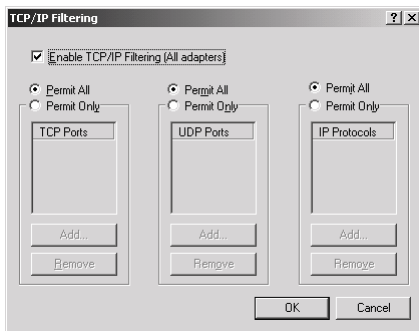 TCP/IP Filtering
Enable TCP/IP Filtering (All adapters)
Permit All
Permit Only
TCP Ports
Add...
Remove
Permit All
Permit Only
UDP Ports
Add...
Remove
Permit All
Permit Only
IP Protocols
Add...
Remove
OK
Cancel